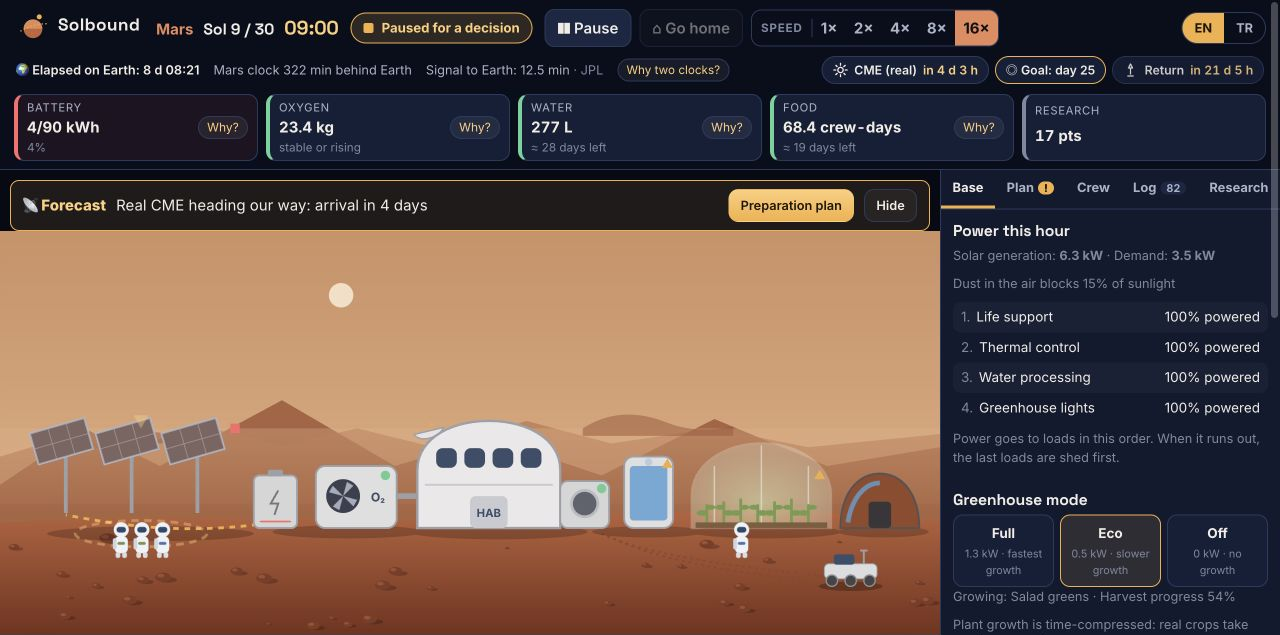 Solbound
Mars Sol 9 / 30 09:00
Paused for a decision
Pause
Go home
SPEED 1× 2× 4× 8× 16×
EN TR
Elapsed on Earth: 8 d 08:21
Mars clock 322 min behind Earth
Signal to Earth: 12.5 min · JPL
Why two clocks?
CME (real) in 4 d 3 h
Goal: day 25
Return in 21 d 5 h
BATTERY
4/90 kWh
4%
Why?
OXYGEN
23.4 kg
stable or rising
Why?
WATER
277 L
≈ 28 days left
Why?
FOOD
68.4 crew-days
≈ 19 days left
Why?
RESEARCH
17 pts
Forecast Real CME heading our way: arrival in 4 days
Preparation plan
Hide
O₂
HAB
Base Plan ! Crew Log 82 Research
Power this hour
Solar generation: 6.3 kW · Demand: 3.5 kW
Dust in the air blocks 15% of sunlight
1. Life support 100% powered
2. Thermal control 100% powered
3. Water processing 100% powered
4. Greenhouse lights 100% powered
Power goes to loads in this order. When it runs out,
the last loads are shed first.
Greenhouse mode
Full
1.3 kW · fastest
growth
Eco
0.5 kW · slower
growth
Off
0 kW · no
growth
Growing: Salad greens · Harvest progress 54%
Plant growth is time-compressed: real crops take